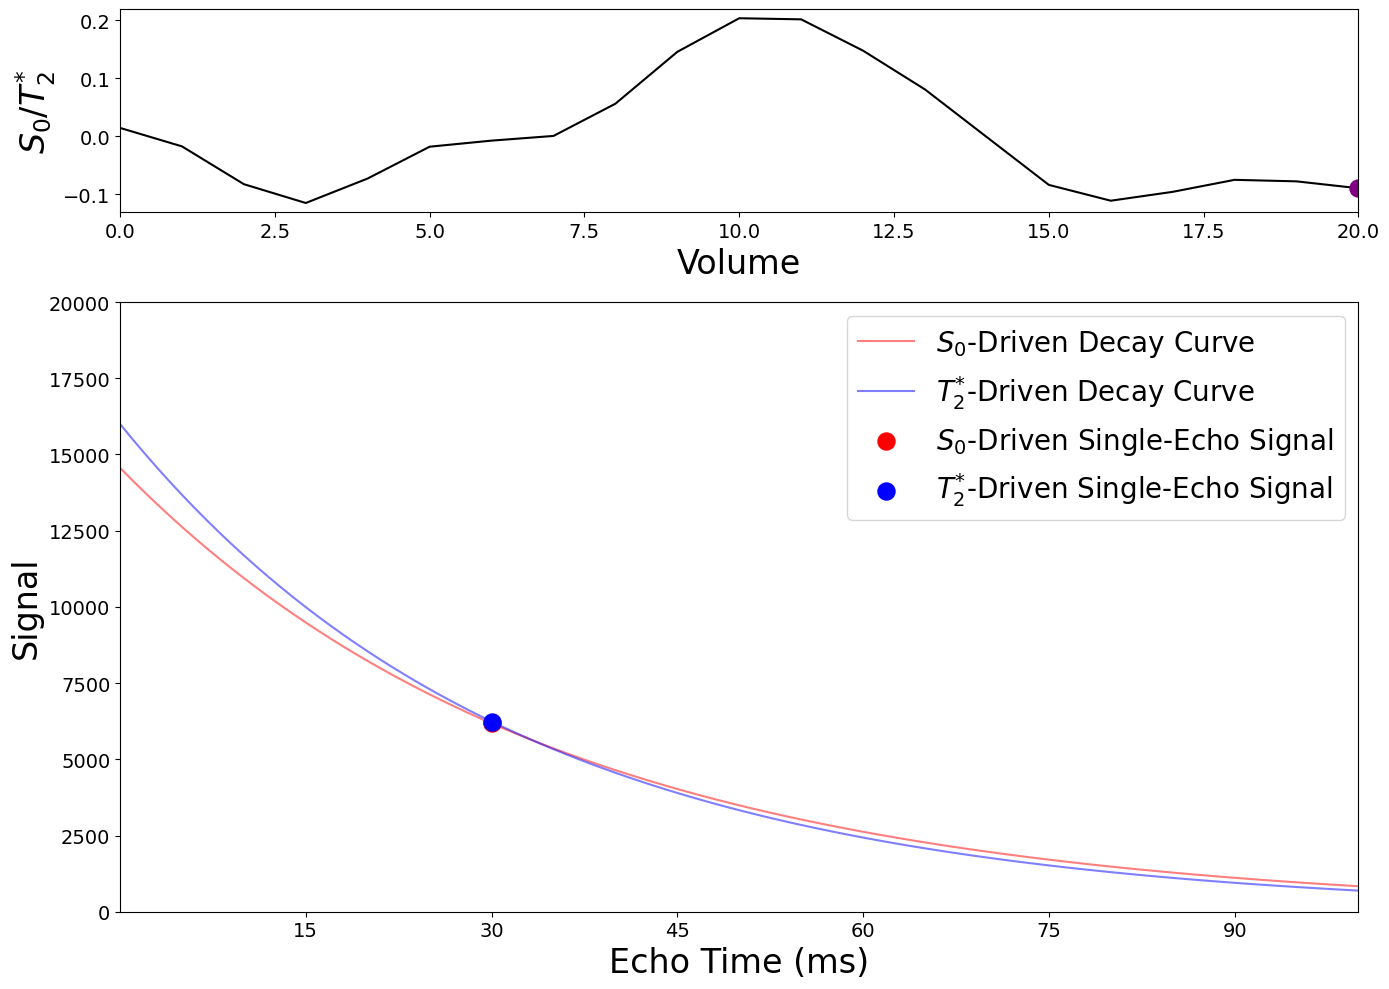 S₀/T₂*
0.2
0.1
0.0
−0.1
0.0 2.5 5.0 7.5 10.0 12.5 15.0 17.5 20.0
Volume
Signal
20000
17500
15000
12500
10000
7500
5000
2500
0
S₀-Driven Decay Curve
T₂*-Driven Decay Curve
S₀-Driven Single-Echo Signal
T₂*-Driven Single-Echo Signal
15 30 45 60 75 90
Echo Time (ms)